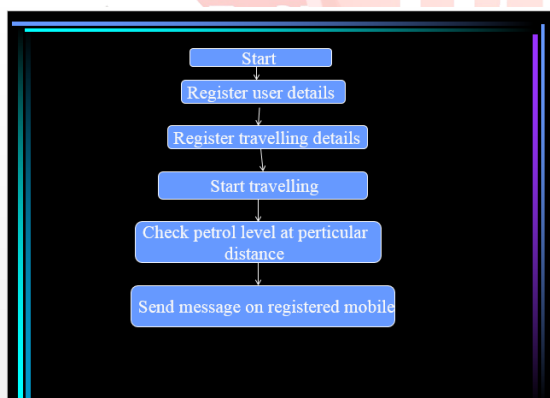 Start
Register user details
Register travelling details
Start travelling
Check petrol level at perticular
distance
Send message on registered mobile